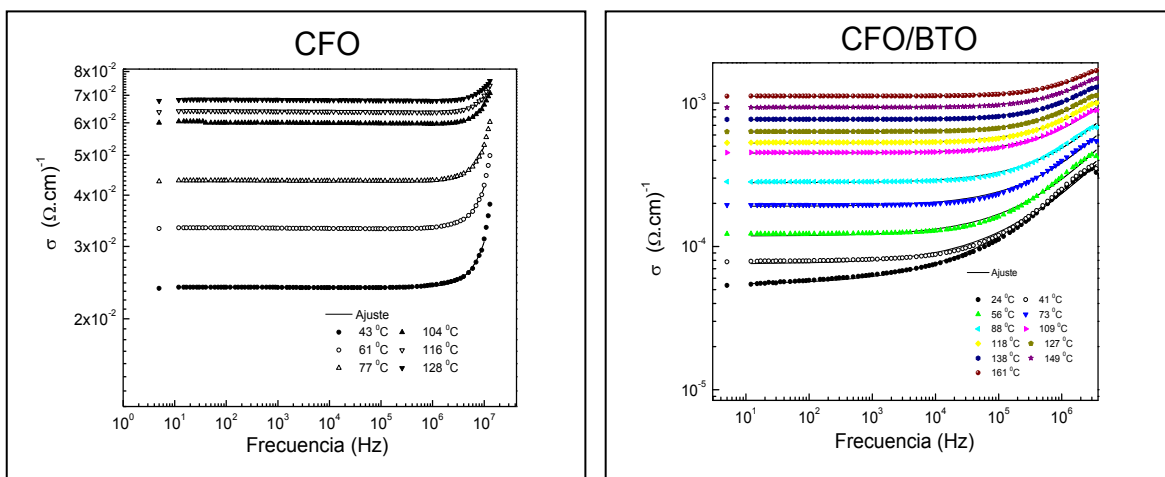 CFO
8x10⁻²
7x10⁻²
6x10⁻²
5x10⁻²
4x10⁻²
3x10⁻²
2x10⁻²
σ (Ω.cm)⁻¹
Ajuste
43 ⁰C 104 ⁰C
61 ⁰C 116 ⁰C
77 ⁰C 128 ⁰C
10⁰ 10¹ 10² 10³ 10⁴ 10⁵ 10⁶ 10⁷
Frecuencia (Hz)
CFO/BTO
10⁻³
10⁻⁴
10⁻⁵
σ (Ω.cm)⁻¹
Ajuste
24 ⁰C 41 ⁰C
56 ⁰C 73 ⁰C
88 ⁰C 109 ⁰C
118 ⁰C 127 ⁰C
138 ⁰C 149 ⁰C
161 ⁰C
10¹ 10² 10³ 10⁴ 10⁵ 10⁶
Frecuencia (Hz)